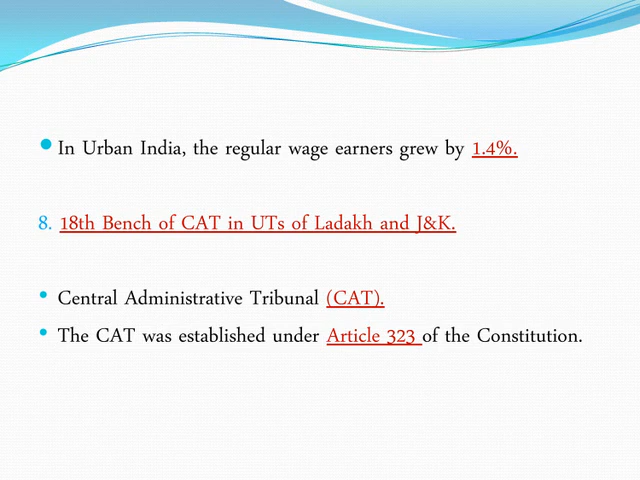 In Urban India, the regular wage earners grew by 1.4%.
8. 18th Bench of CAT in UTs of Ladakh and J&K.
Central Administrative Tribunal (CAT).
The CAT was established under Article 323 of the Constitution.